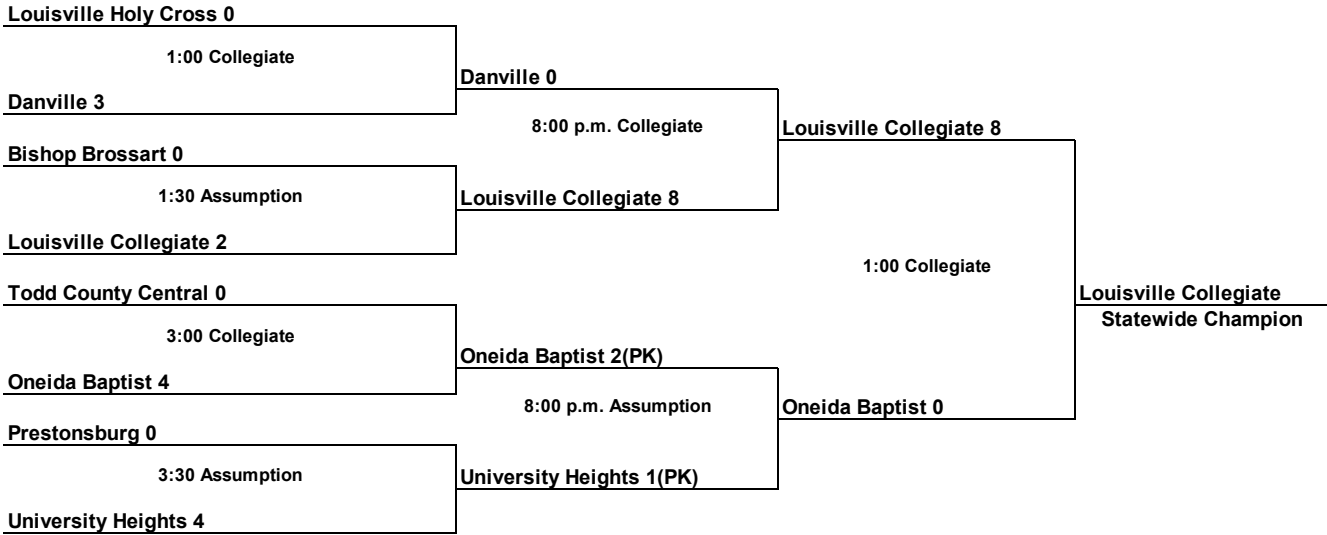 Louisville Holy Cross 0
1:00 Collegiate
Danville 3
Danville 0
8:00 p.m. Collegiate
Louisville Collegiate 8
Bishop Brossart 0
1:30 Assumption
Louisville Collegiate 2
Louisville Collegiate 8
1:00 Collegiate
Louisville Collegiate
Statewide Champion
Todd County Central 0
3:00 Collegiate
Oneida Baptist 4
Oneida Baptist 2(PK)
8:00 p.m. Assumption
Oneida Baptist 0
Prestonsburg 0
3:30 Assumption
University Heights 4
University Heights 1(PK)